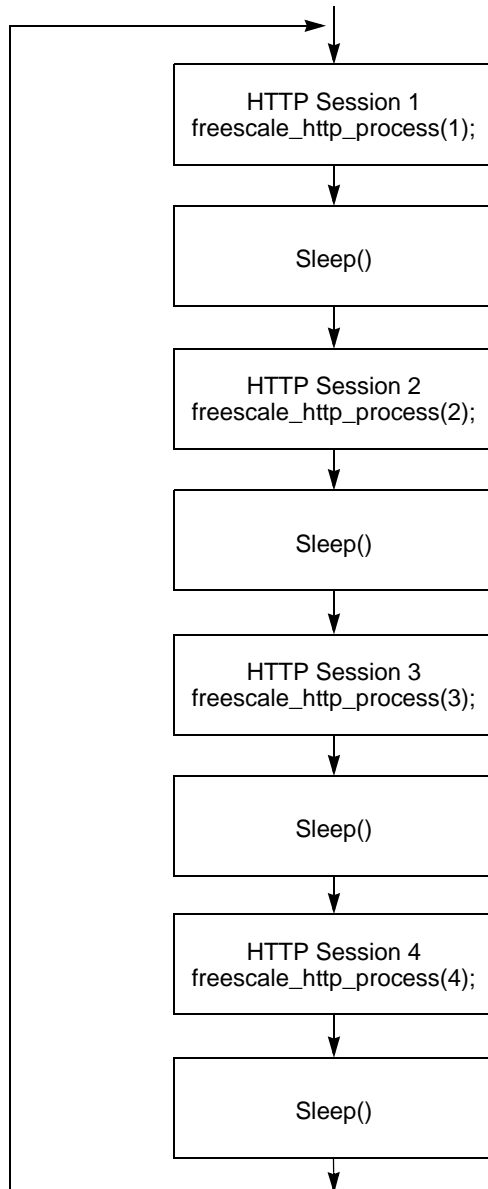 HTTP Session 1
freescale_http_process(1);
Sleep()
HTTP Session 2
freescale_http_process(2);
Sleep()
HTTP Session 3
freescale_http_process(3);
Sleep()
HTTP Session 4
freescale_http_process(4);
Sleep()